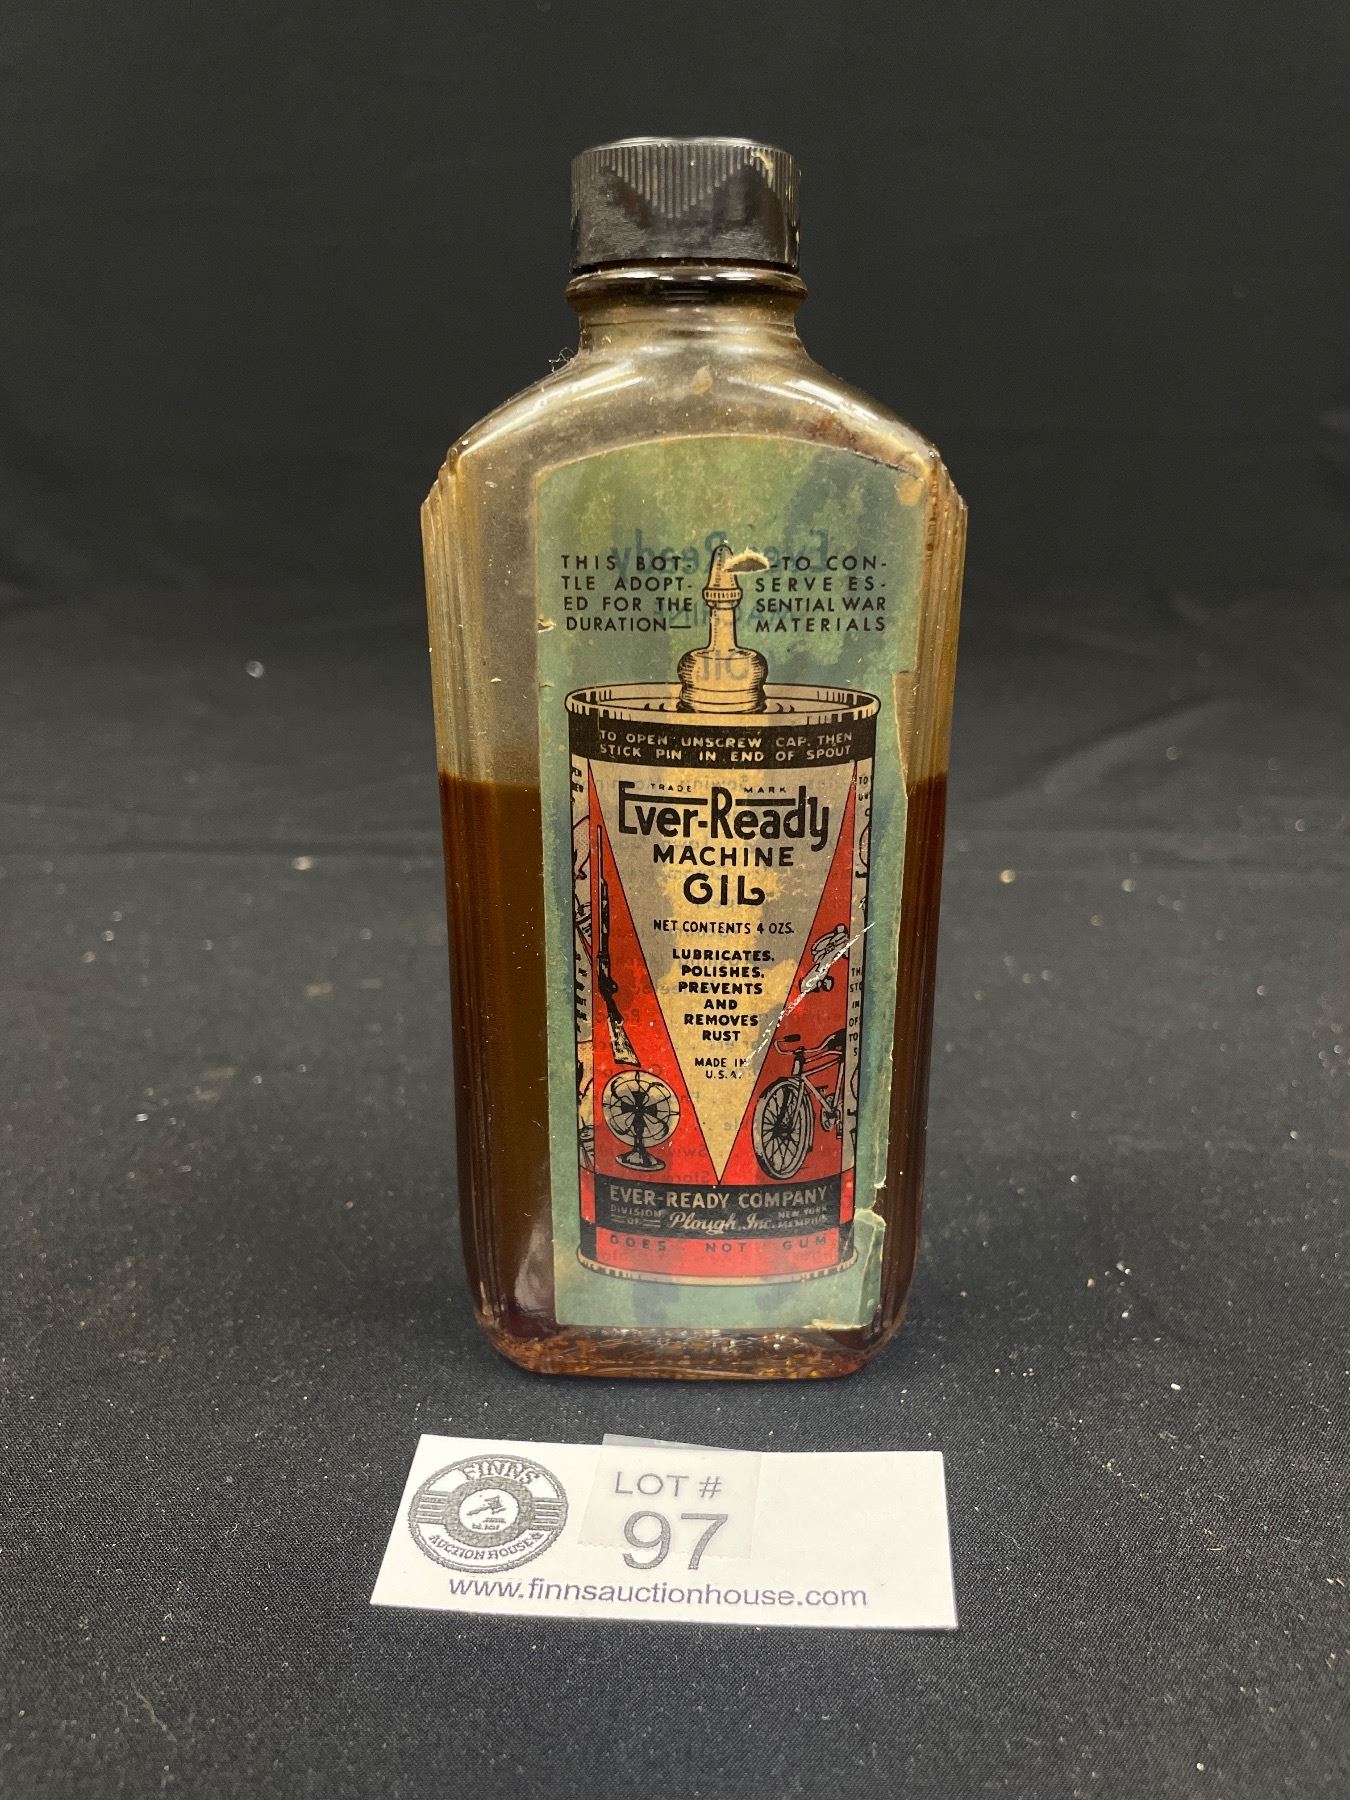 THIS BOT-
TLE ADOPT-
ED FOR THE
DURATION—
—TO CON-
SERVE ES-
SENTIAL WAR
MATERIALS
TO OPEN UNSCREW CAP. THEN
STICK PIN IN END OF SPOUT
TRADE MARK
Ever-Ready
MACHINE
OIL
NET CONTENTS 4 OZS.
LUBRICATES,
POLISHES,
PREVENTS
AND
REMOVES
RUST
MADE IN
U.S.A.
EVER-READY COMPANY
DIVISION OF Plough, Inc. NEW YORK MEMPHIS
DOES NOT GUM
FINNS
AUCTION HOUSE
LOT #
97
www.finnsauctionhouse.com